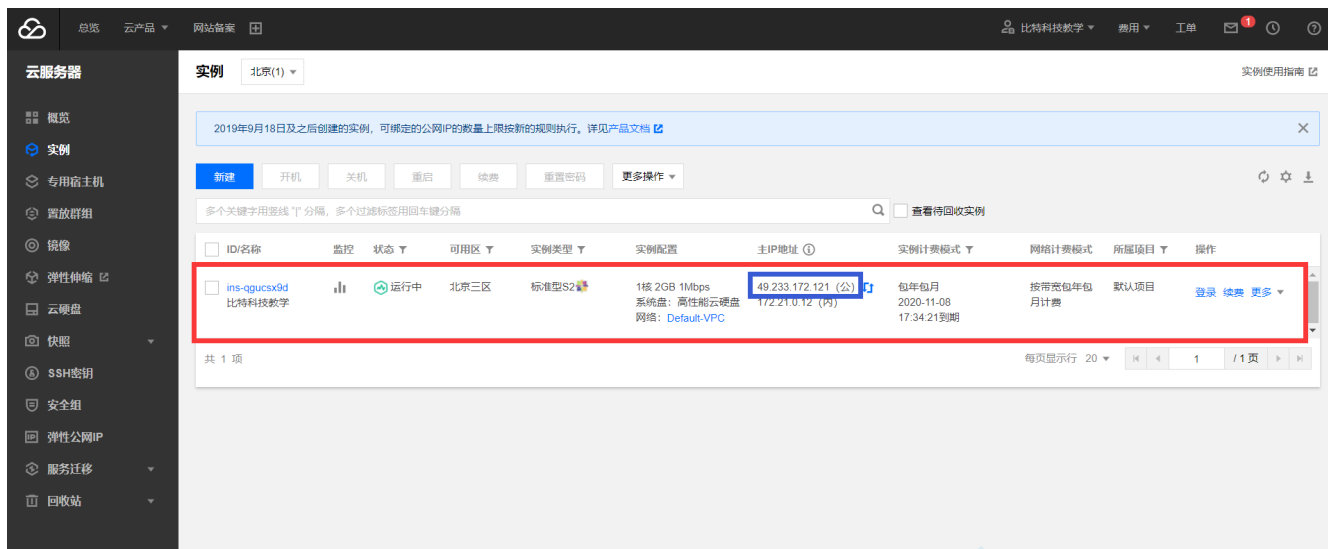 总览 云产品 网站备案 比特科技教学 费用 工单 1
云服务器
实例 北京(1) 实例使用指南
概览
实例
专用宿主机
置放群组
镜像
弹性伸缩
云硬盘
快照
SSH密钥
安全组
IP 弹性公网IP
服务迁移
回收站
2019年9月18日及之后创建的实例，可绑定的公网IP的数量上限按新的规则执行。详见产品文档
新建 开机 关机 重启 续费 重置密码 更多操作
多个关键字用竖线 "|" 分隔，多个过滤标签用回车键分隔 查看待回收实例
ID/名称 监控 状态 可用区 实例类型 实例配置 主IP地址 实例计费模式 网络计费模式 所属项目 操作
ins-qgucsx9d 运行中 北京三区 标准型S2 1核 2GB 1Mbps 49.233.172.121 (公) 包年包月 按带宽包年包 默认项目 登录 续费 更多
比特科技教学 系统盘：高性能云硬盘 172.21.0.12 (内) 2020-11-08 月计费
网络：Default-VPC 17:34:21到期
共 1 项 每页显示行 20 1 / 1 页